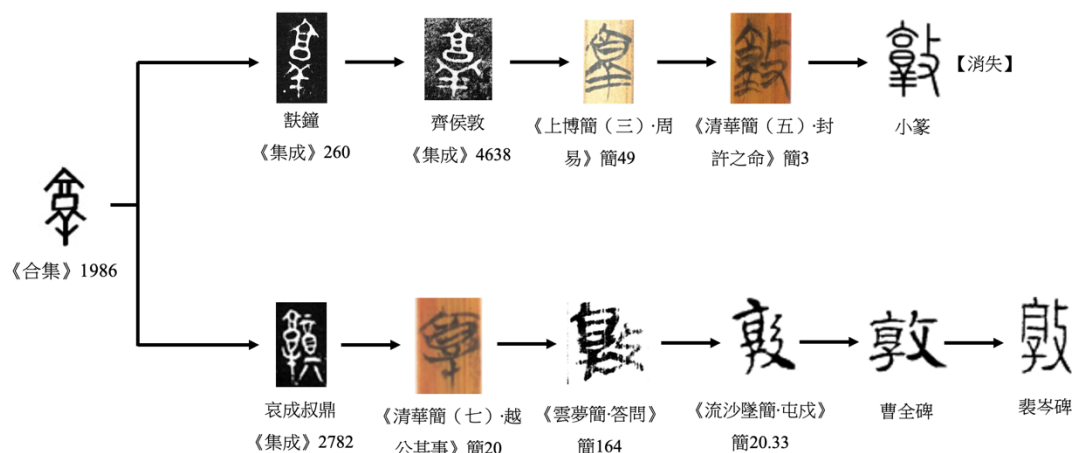 㝬鐘
《集成》260
齊侯敦
《集成》4638
《上博簡（三）·周
易》簡49
《清華簡（五）·封
許之命》簡3
小篆
【消失】
《合集》1986
哀成叔鼎
《集成》2782
《清華簡（七）·越
公其事》簡20
《雲夢簡·答問》
簡164
《流沙墜簡·屯戍》
簡20.33
敦
曹全碑
敦
裴岑碑